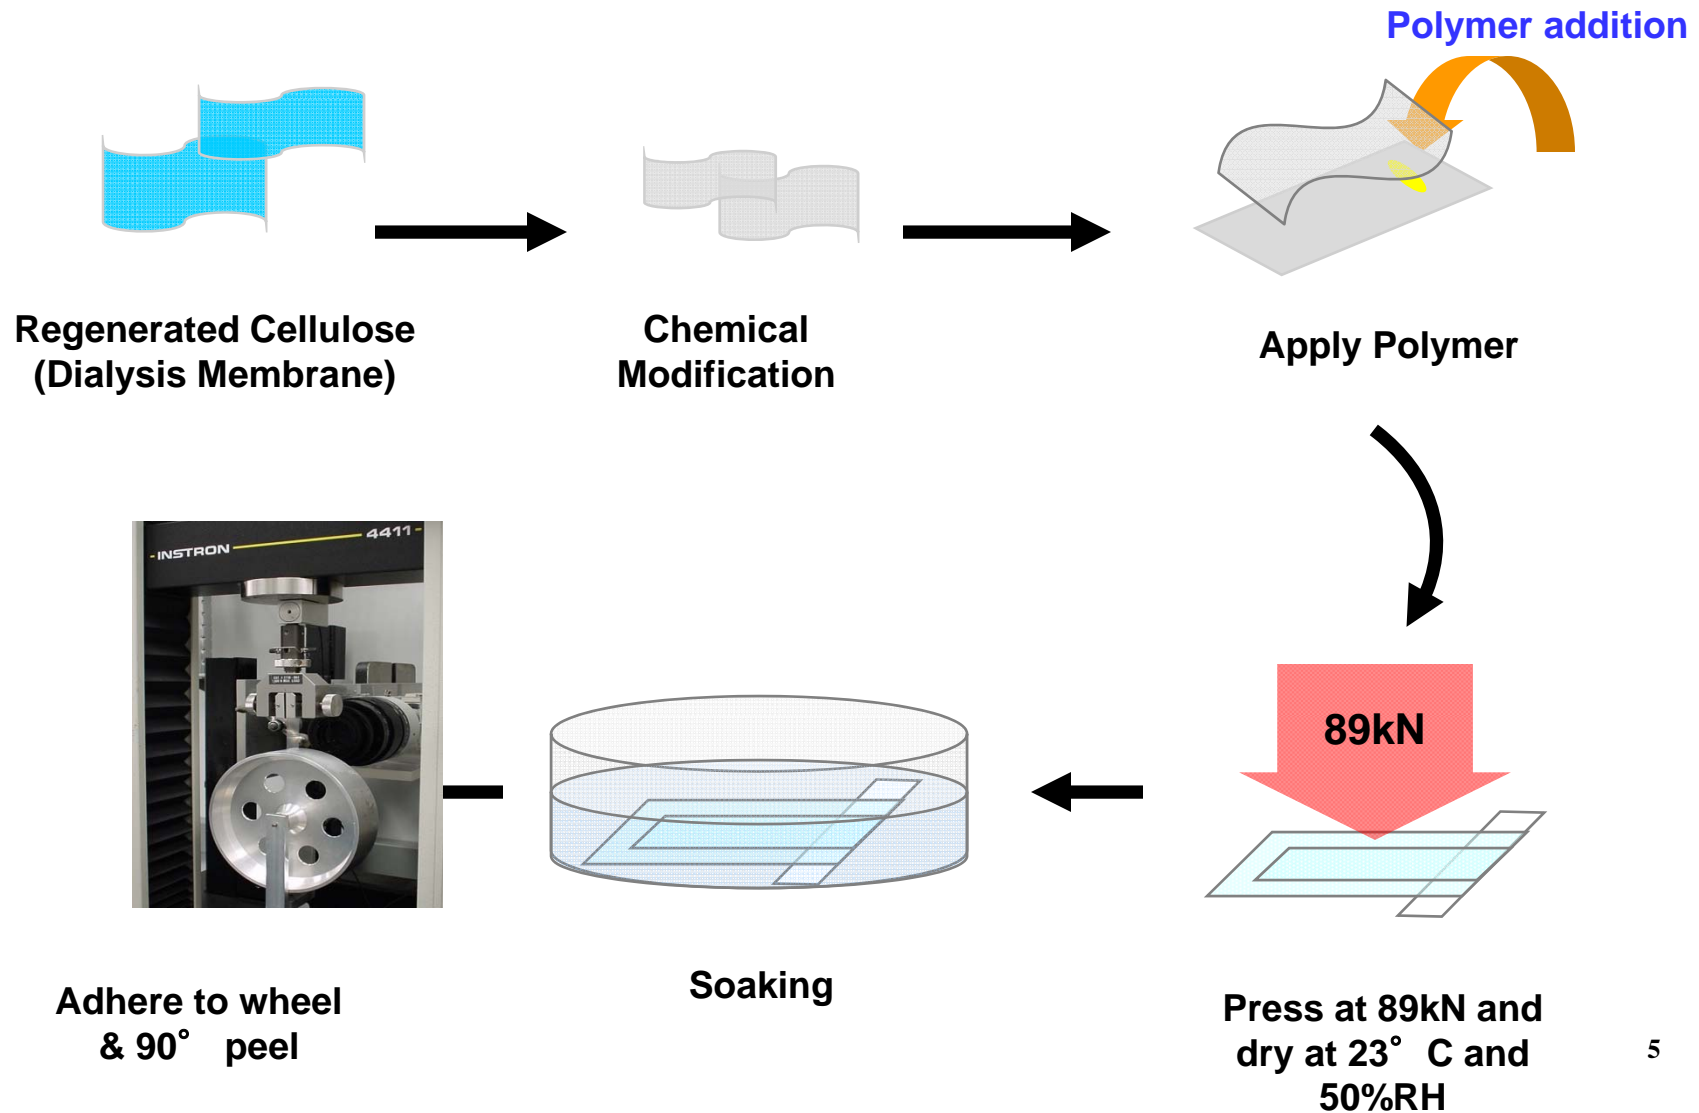 Polymer addition
Regenerated Cellulose
(Dialysis Membrane)
Chemical
Modification
Apply Polymer
INSTRON
4411
89kN
Adhere to wheel
& 90° peel
Soaking
Press at 89kN and
dry at 23° C and
50%RH
5